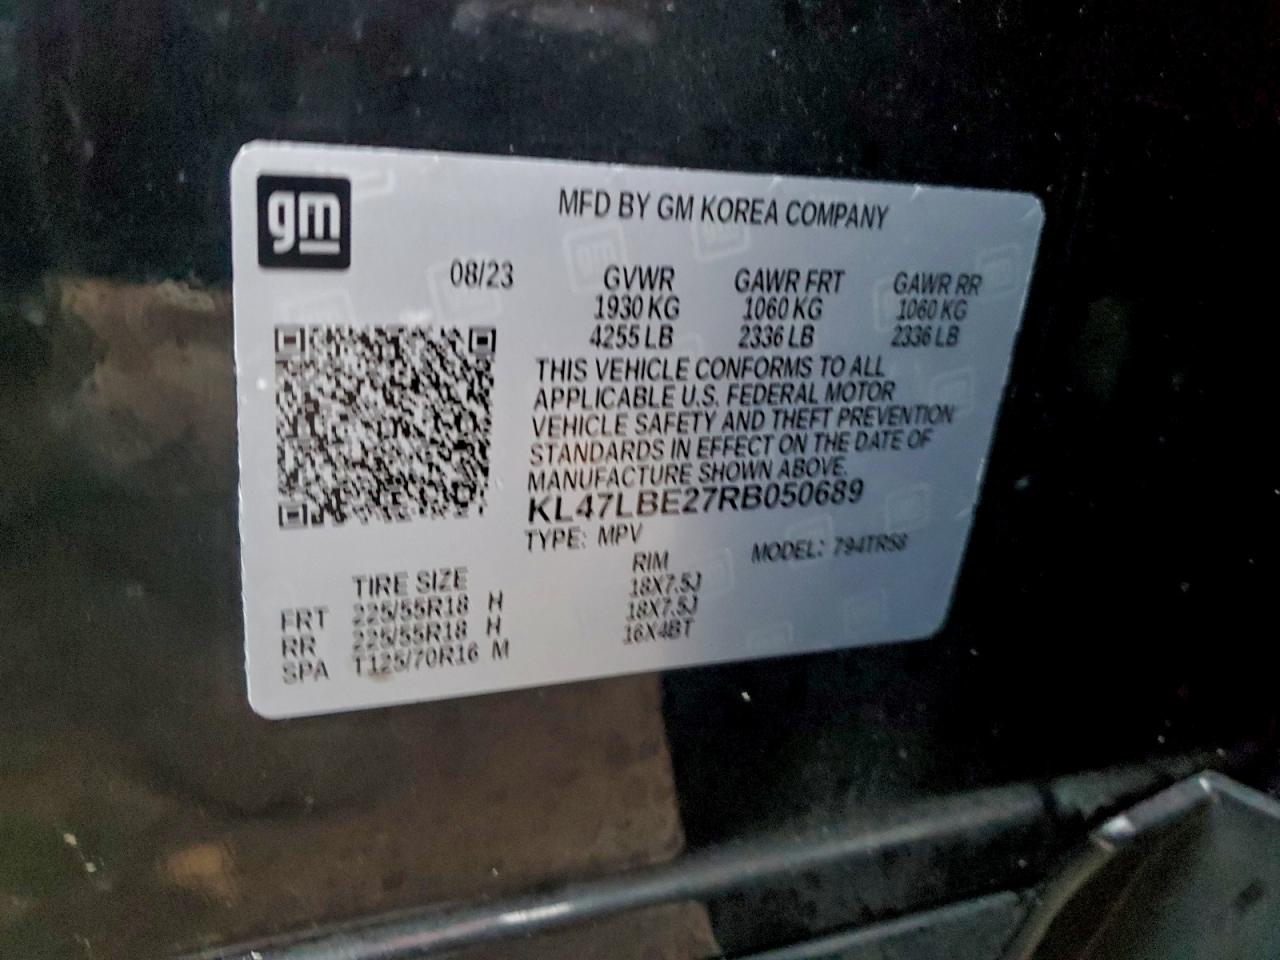 gm
MFD BY GM KOREA COMPANY
08/23 GVWR GAWR FRT GAWR RR
1930 KG 1060 KG 1060 KG
4255 LB 2336 LB 2336 LB
THIS VEHICLE CONFORMS TO ALL
APPLICABLE U.S. FEDERAL MOTOR
VEHICLE SAFETY AND THEFT PREVENTION
STANDARDS IN EFFECT ON THE DATE OF
MANUFACTURE SHOWN ABOVE.
KL47LBE27RB050689
TYPE: MPV MODEL: 794TR58
TIRE SIZE RIM
FRT 225/55R18 H 18X7.5J
RR 225/55R18 H 18X7.5J
SPA T125/70R16 M 16X4BT